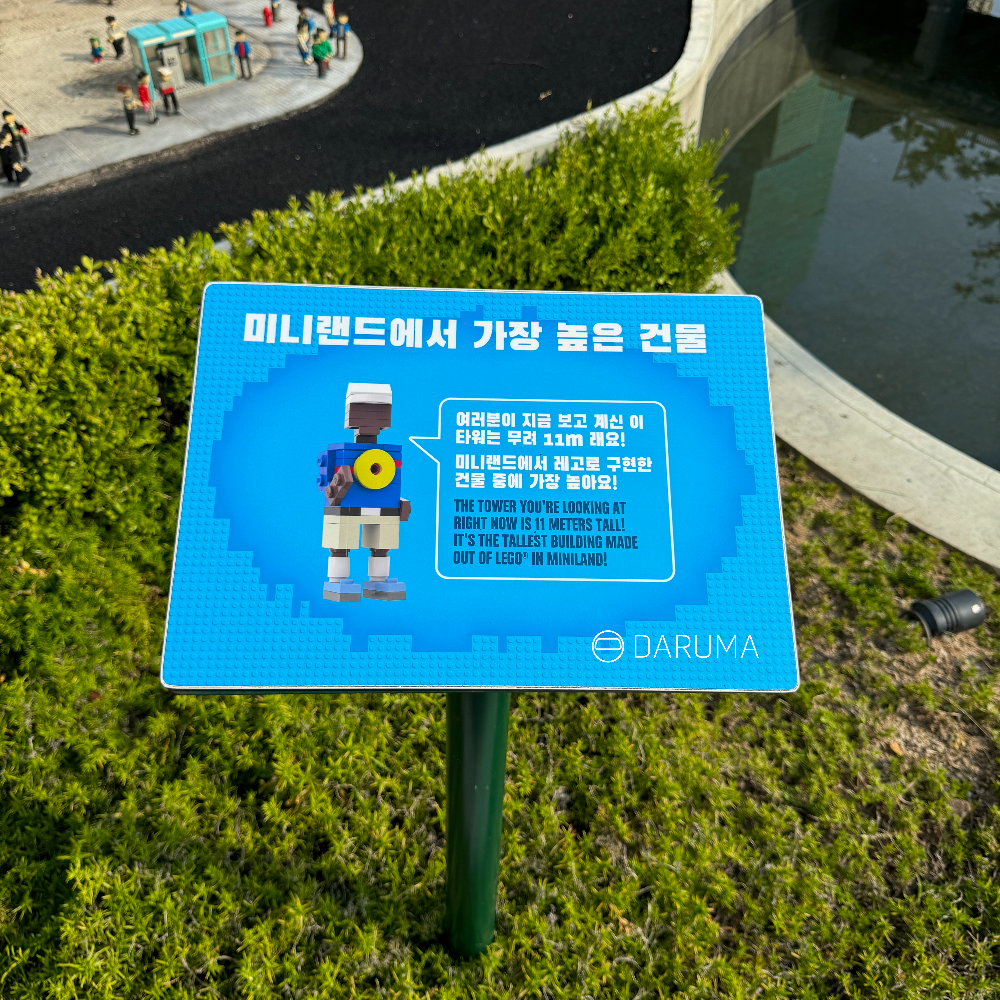 미니랜드에서 가장 높은 건물
여러분이 지금 보고 계신 이
타워는 무려 11m 래요!
미니랜드에서 레고로 구현한
건물 중에 가장 높아요!
THE TOWER YOU'RE LOOKING AT
RIGHT NOW IS 11 METERS TALL!
IT'S THE TALLEST BUILDING MADE
OUT OF LEGO® IN MINILAND!
DARUMA